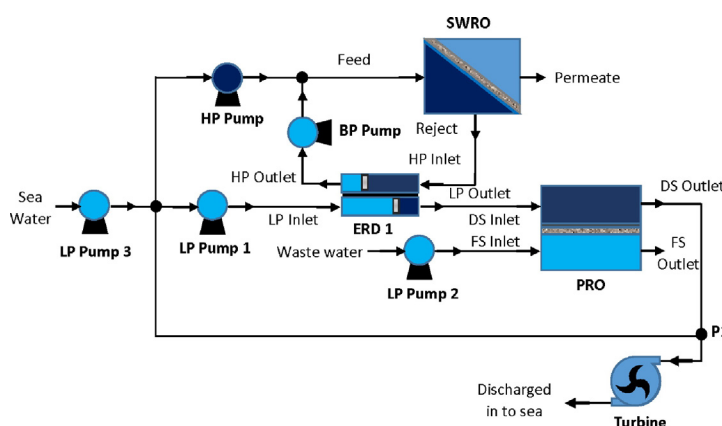 SWRO
Feed
Permeate
HP Pump
BP Pump
Reject
HP Inlet
HP Outlet
LP Outlet
DS Outlet
Sea
Water
LP Inlet
ERD 1
DS Inlet
LP Pump 3
LP Pump 1
Waste water
FS Inlet
FS
Outlet
LP Pump 2
PRO
Discharged
in to sea
Turbine